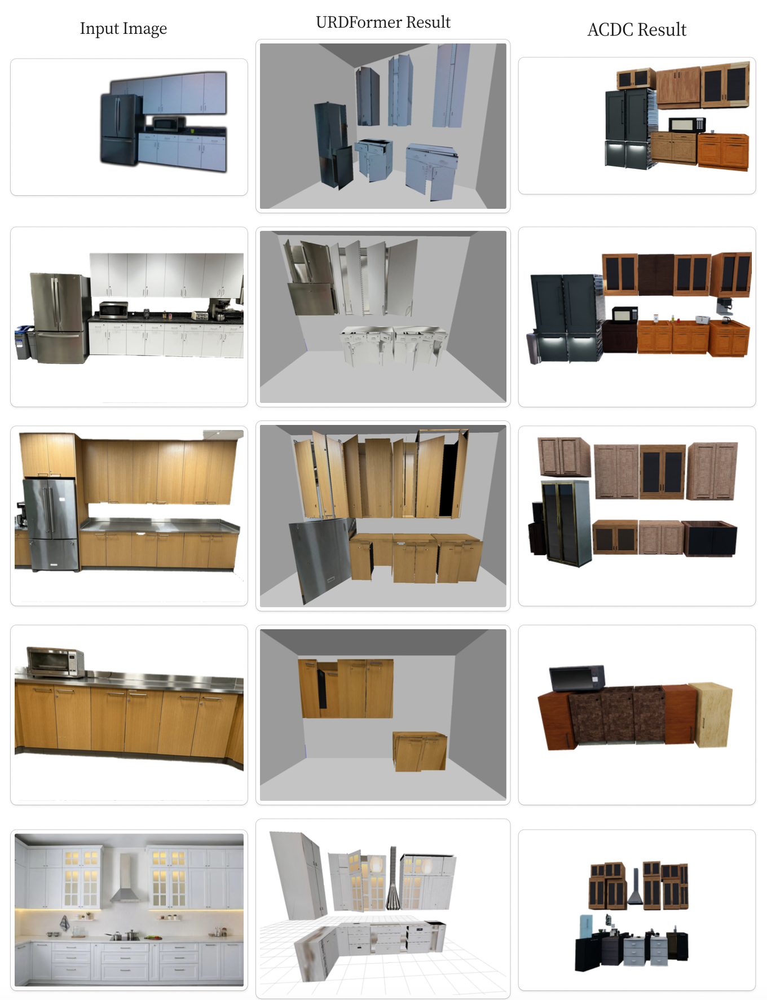 Input Image
URDFormer Result
ACDC Result